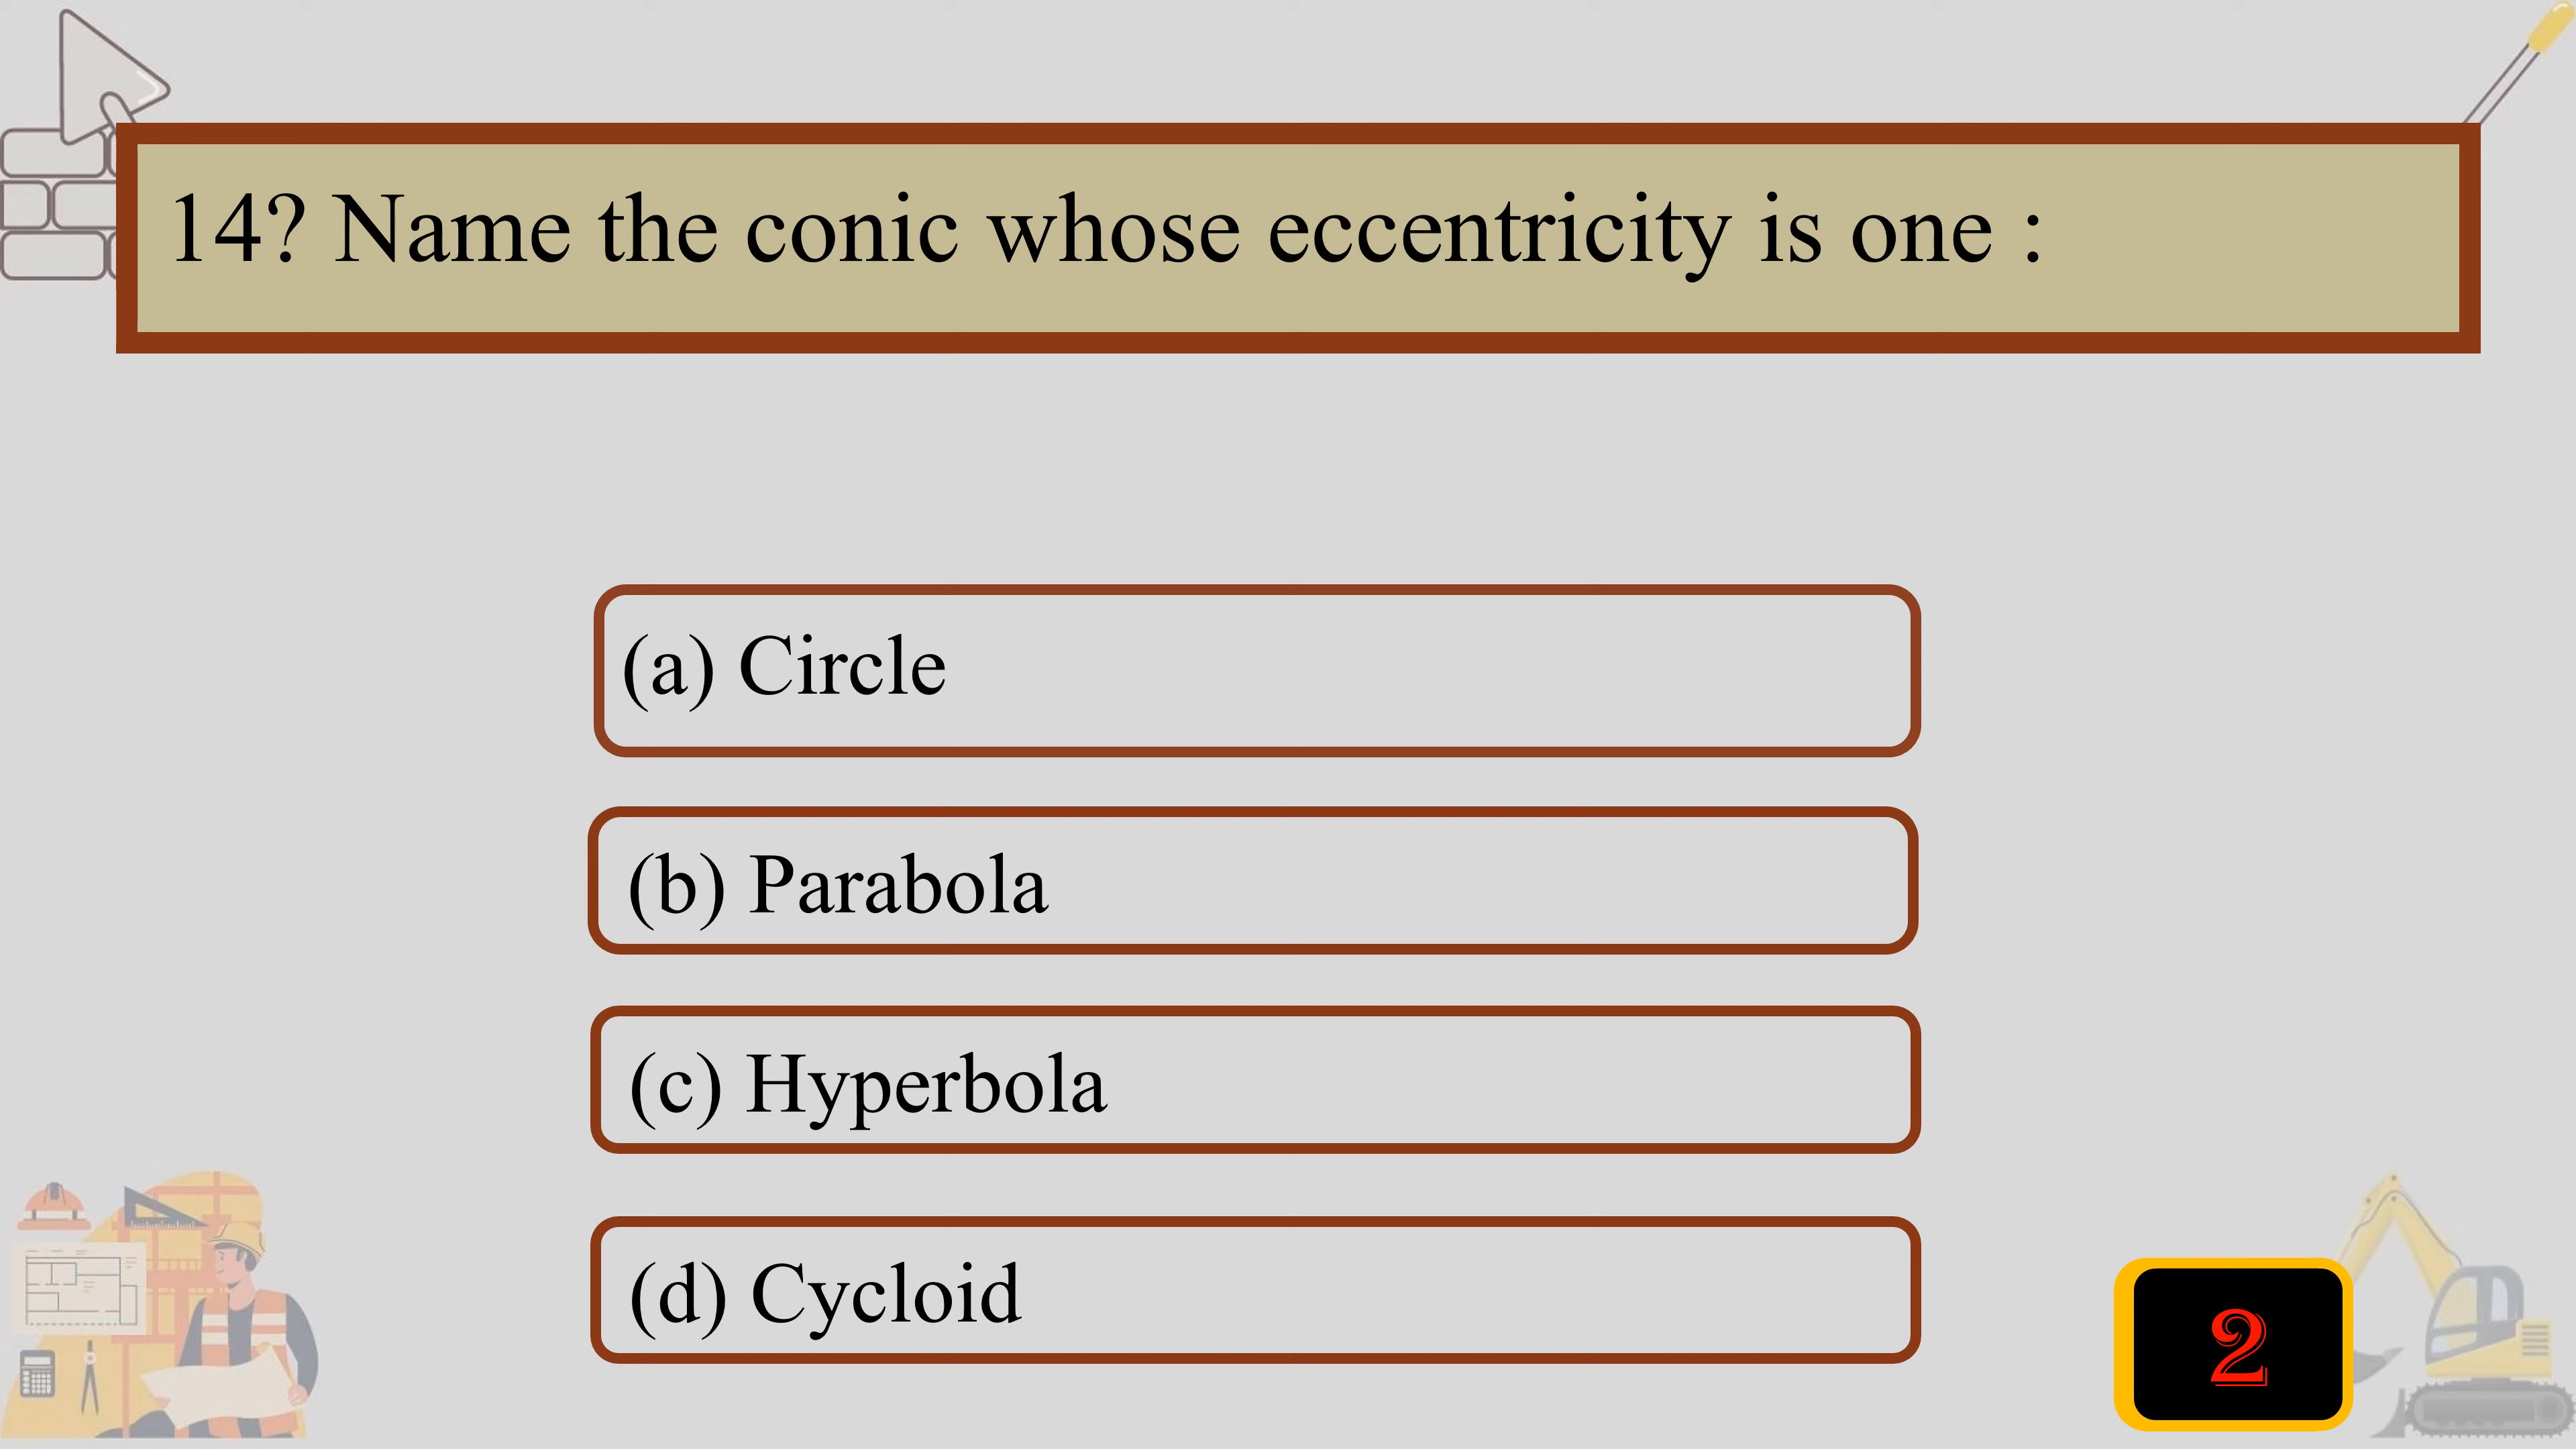 14? Name the conic whose eccentricity is one :
(a) Circle
(b) Parabola
(c) Hyperbola
(d) Cycloid
2